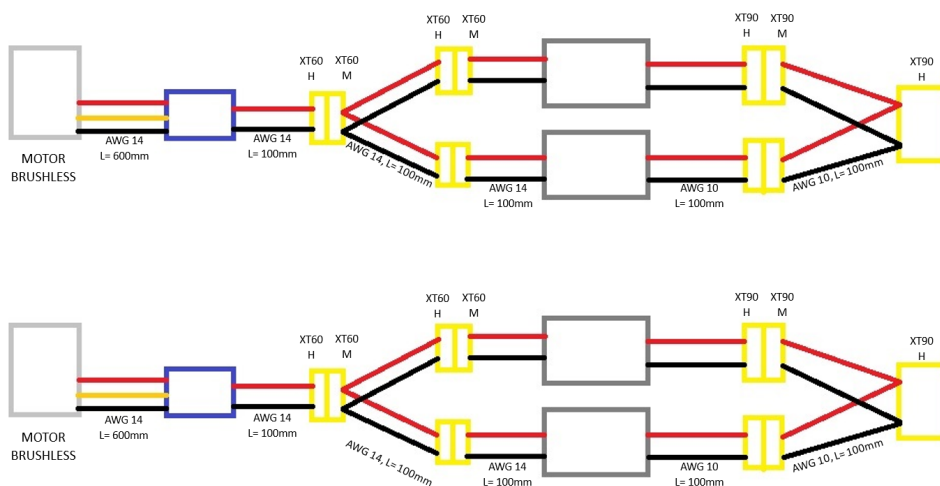 XT60 XT60
H M
XT60 XT60
H M
XT90 XT90
H M
XT90
H
AWG 14
L= 600mm
AWG 14
L= 100mm
AWG 14, L= 100mm
AWG 14
L= 100mm
AWG 10
L= 100mm
AWG 10, L= 100mm
MOTOR
BRUSHLESS
XT60 XT60
H M
XT60 XT60
H M
XT90 XT90
H M
XT90
H
AWG 14
L= 600mm
AWG 14
L= 100mm
AWG 14, L= 100mm
AWG 14
L= 100mm
AWG 10
L= 100mm
AWG 10, L= 100mm
MOTOR
BRUSHLESS